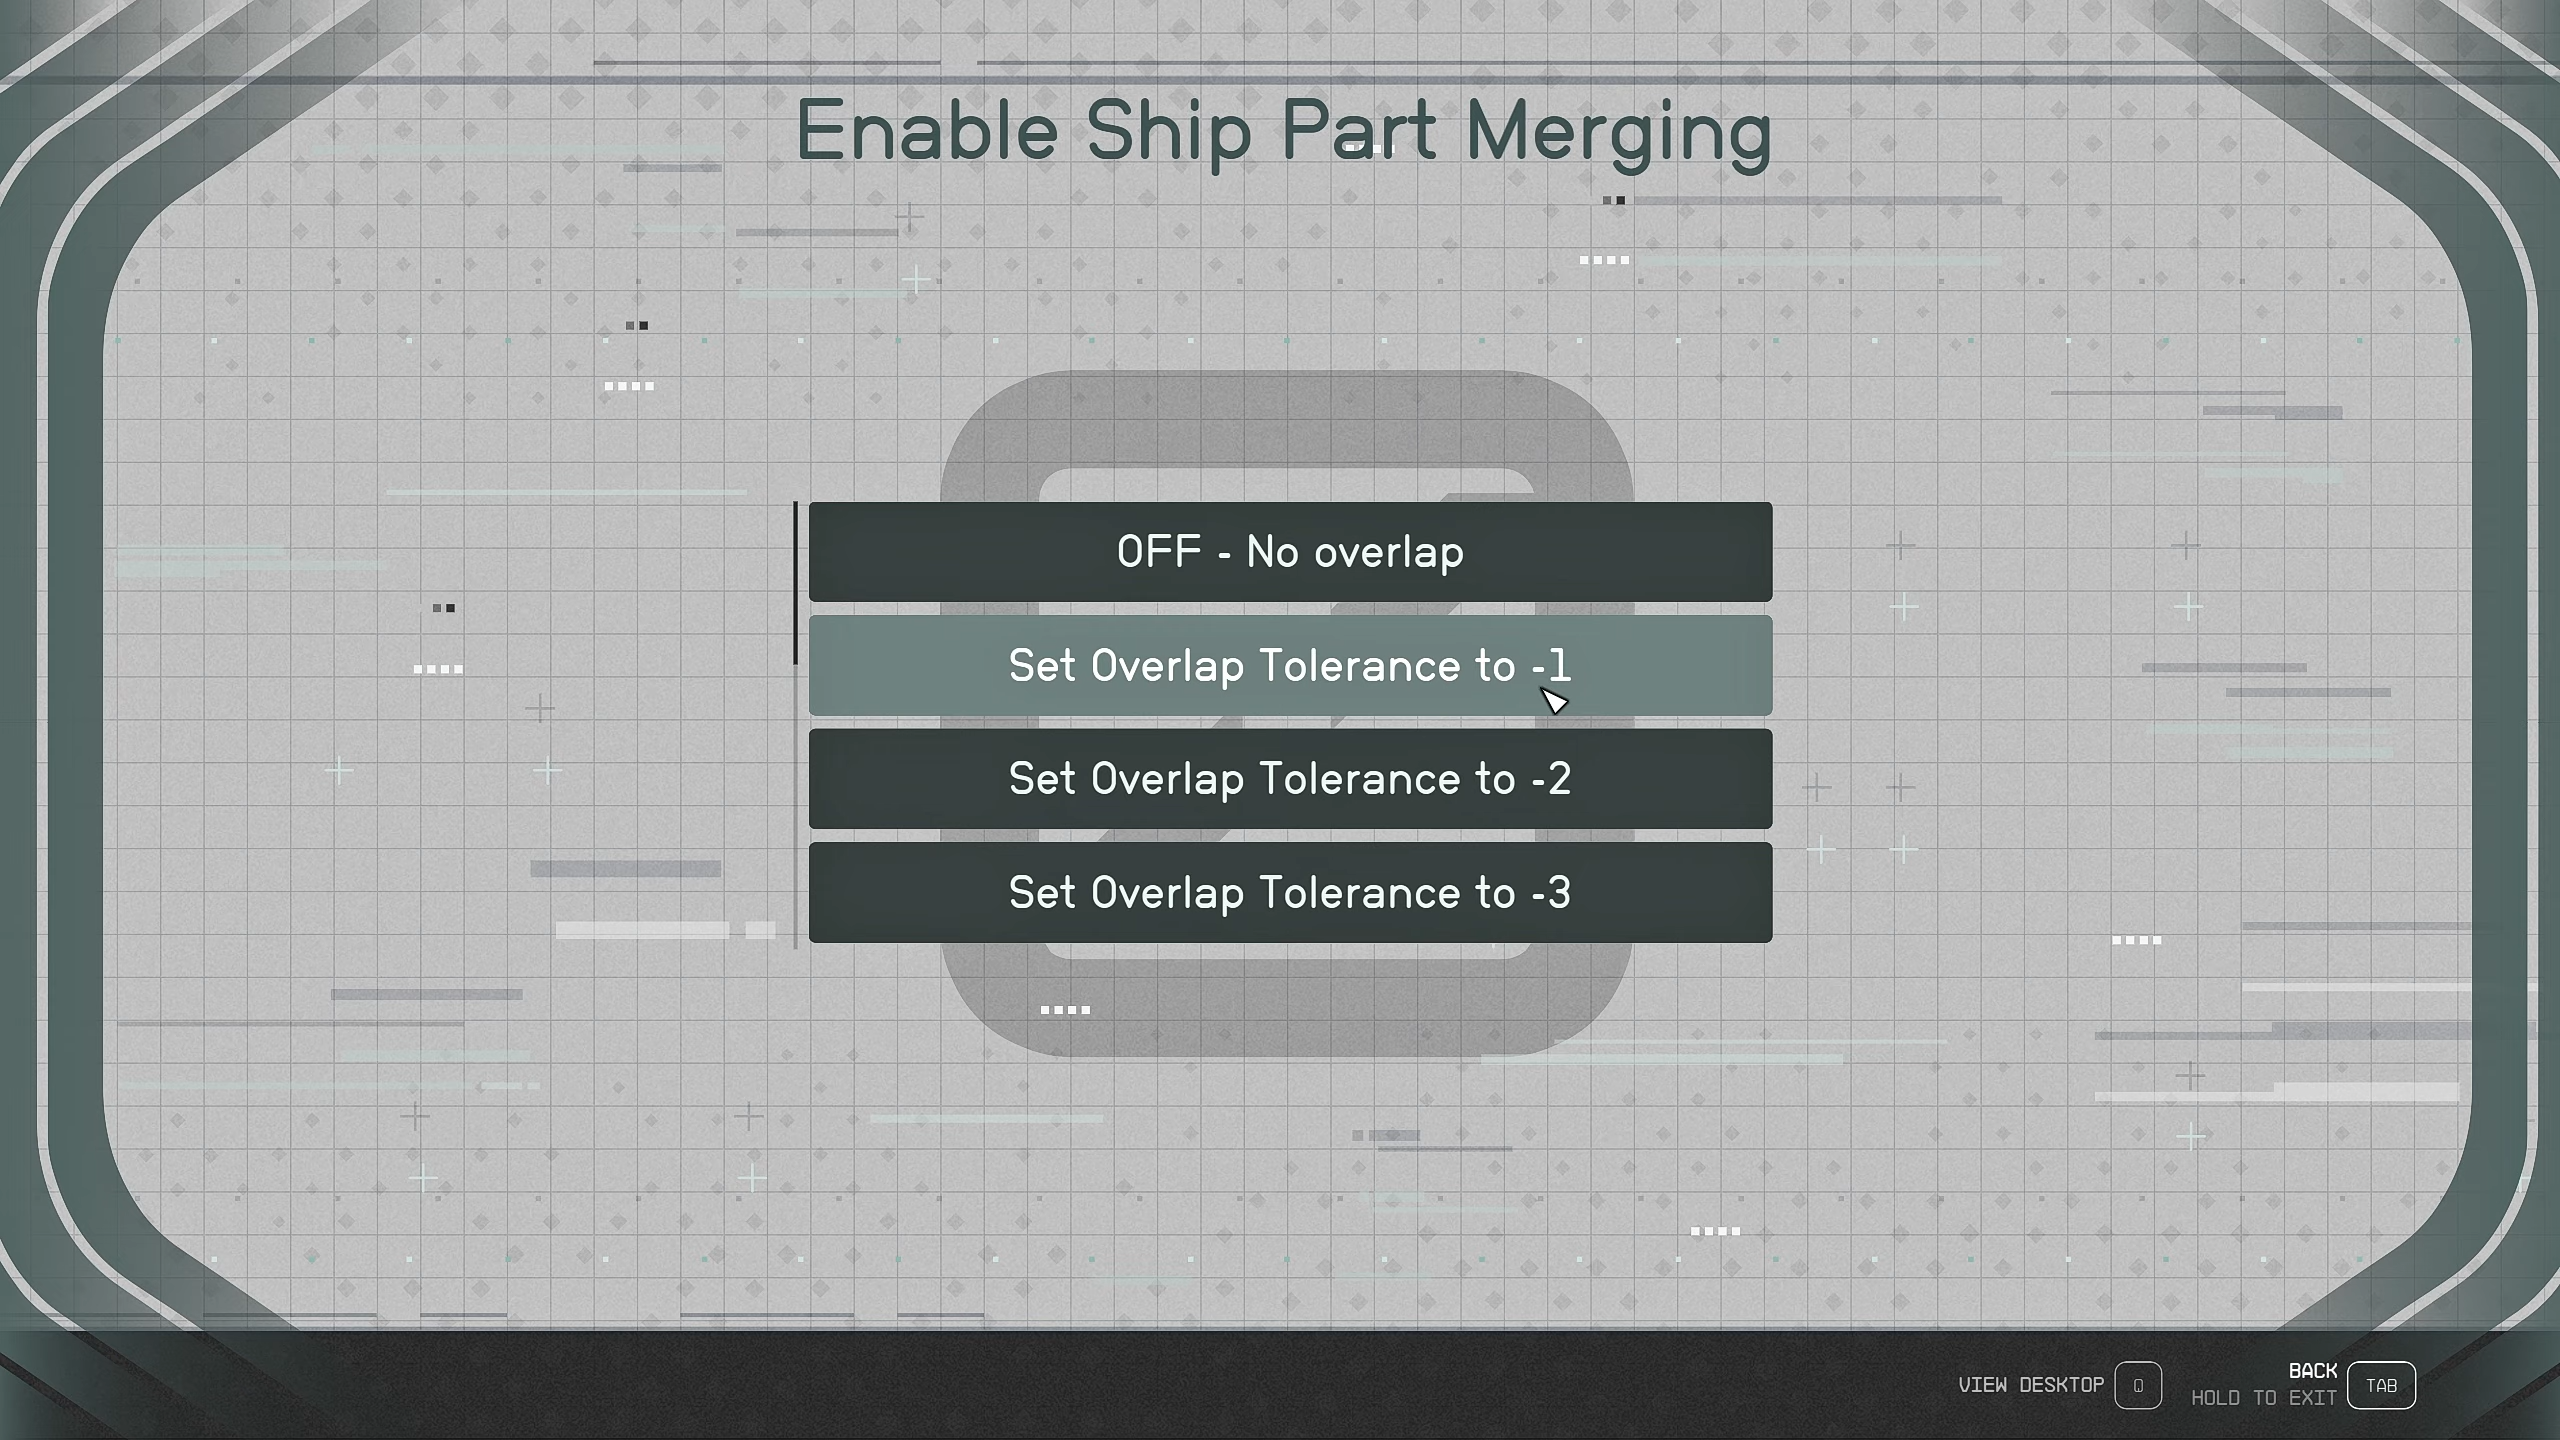 Enable Ship Part Merging
OFF - No overlap
Set Overlap Tolerance to -1
Set Overlap Tolerance to -2
Set Overlap Tolerance to -3
VIEW DESKTOP Q
BACK
HOLD TO EXIT TAB